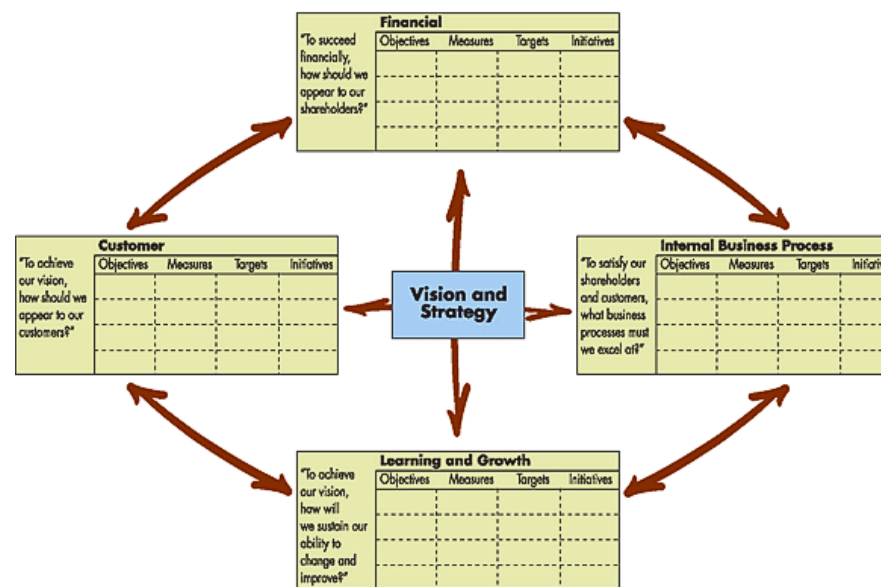 Financial
Objectives Measures Targets Initiatives
"To succeed
financially,
how should we
appear to our
shareholders?"
Customer
Objectives Measures Targets Initiatives
"To achieve
our vision,
how should we
appear to our
customers?"
Vision and
Strategy
Internal Business Process
Objectives Measures Targets Initiativ
"To satisfy our
shareholders
and customers,
what business
processes must
we excel at?"
Learning and Growth
Objectives Measures Targets Initiatives
"To achieve
our vision,
how will
we sustain our
ability to
change and
improve?"